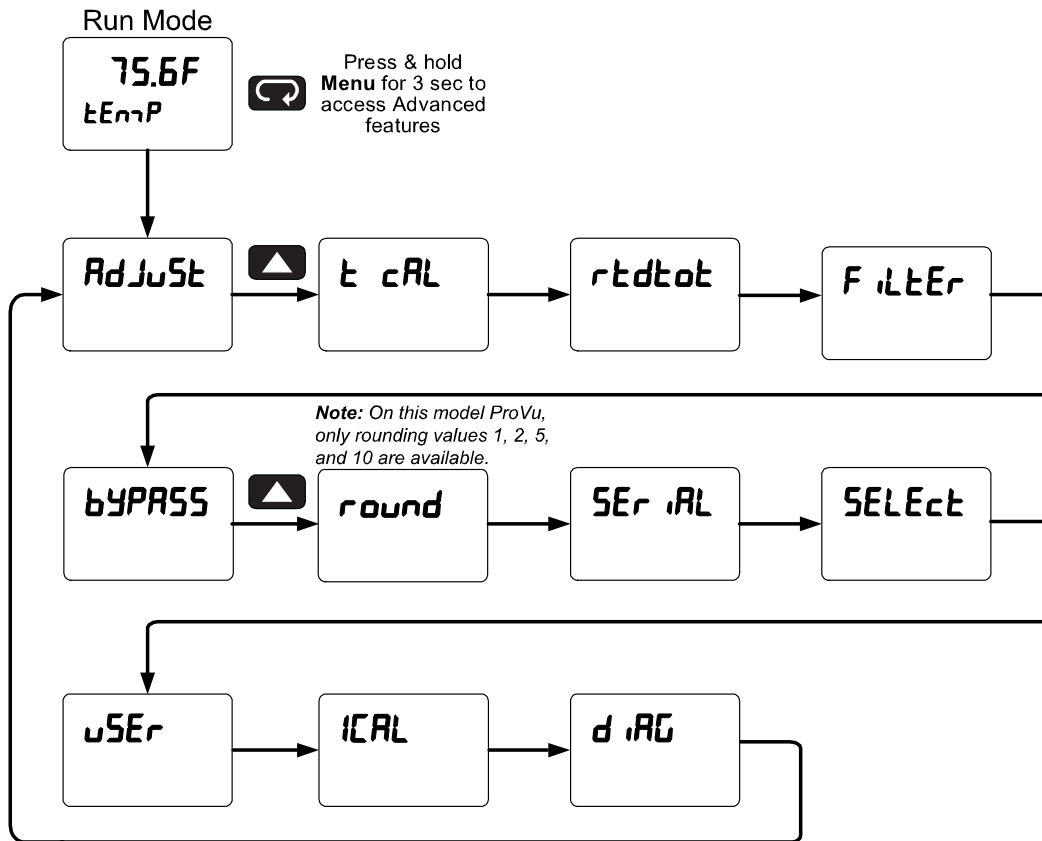 Run Mode
75.6F
tEmP
Press & hold
Menu for 3 sec to
access Advanced
features
AdJuSt
t cAL
rtdtot
FiLtEr
Note: On this model ProVu,
only rounding values 1, 2, 5,
and 10 are available.
bYPASS
round
SEriAL
SELEct
uSEr
ICAL
diAG